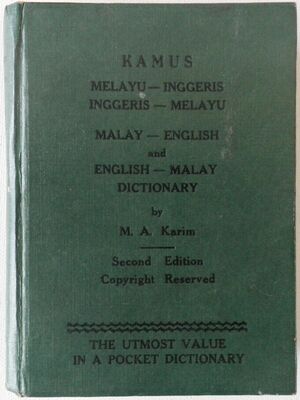 KAMUS
MELAYU — INGGERIS
INGGERIS — MELAYU
MALAY — ENGLISH
and
ENGLISH — MALAY
DICTIONARY
by
M. A. Karim
Second Edition
Copyright Reserved
THE UTMOST VALUE
IN A POCKET DICTIONARY